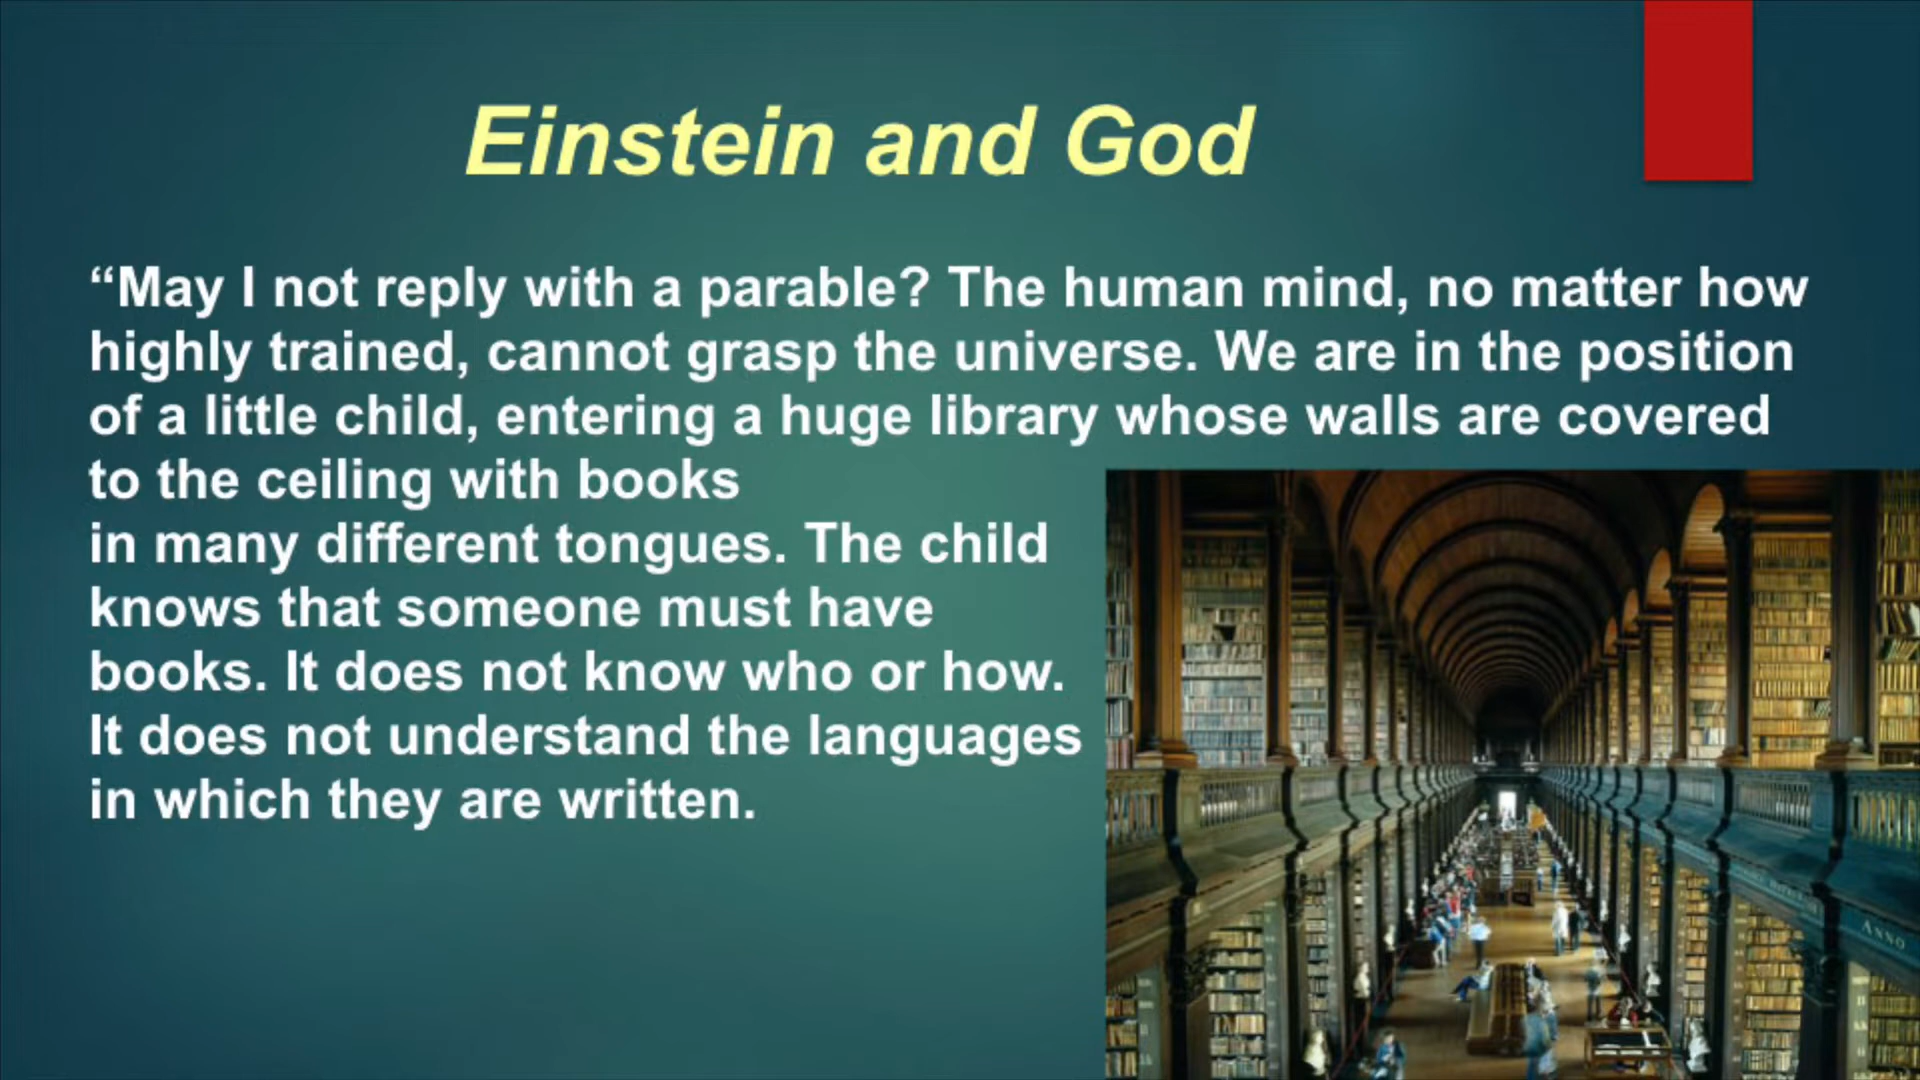 Einstein and God
“May I not reply with a parable? The human mind, no matter how
highly trained, cannot grasp the universe. We are in the position
of a little child, entering a huge library whose walls are covered
to the ceiling with books
in many different tongues. The child
knows that someone must have
books. It does not know who or how.
It does not understand the languages
in which they are written.
ANNO